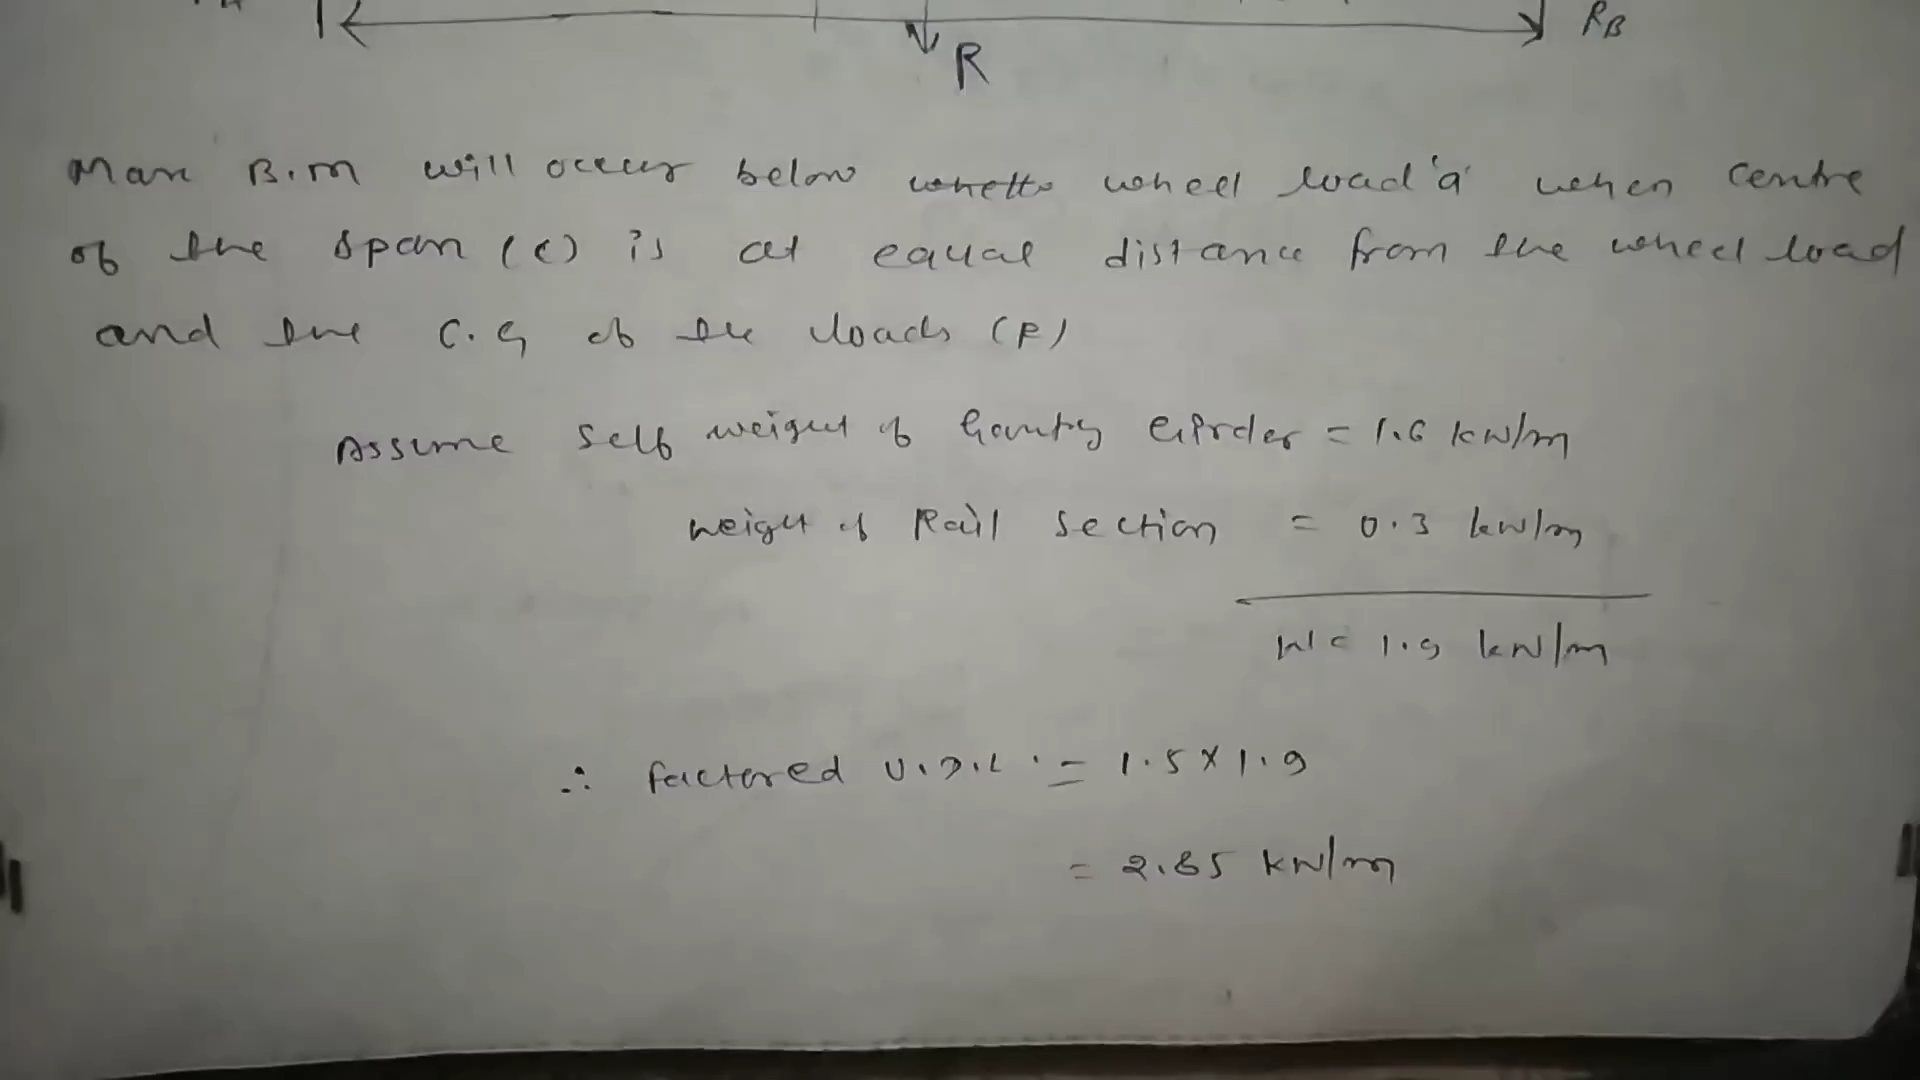 RB
R
Max B.M will occur below wheel load 'a' when centre
of the span (c) is at equal distance from the wheel load
and the C.G of the loads (R)
Assume self weight of Gantry Girder = 1.6 kN/m
weight of Rail section = 0.3 kN/m
W = 1.9 kN/m
∴ factored U.D.L. = 1.5 x 1.9
= 2.85 kN/m